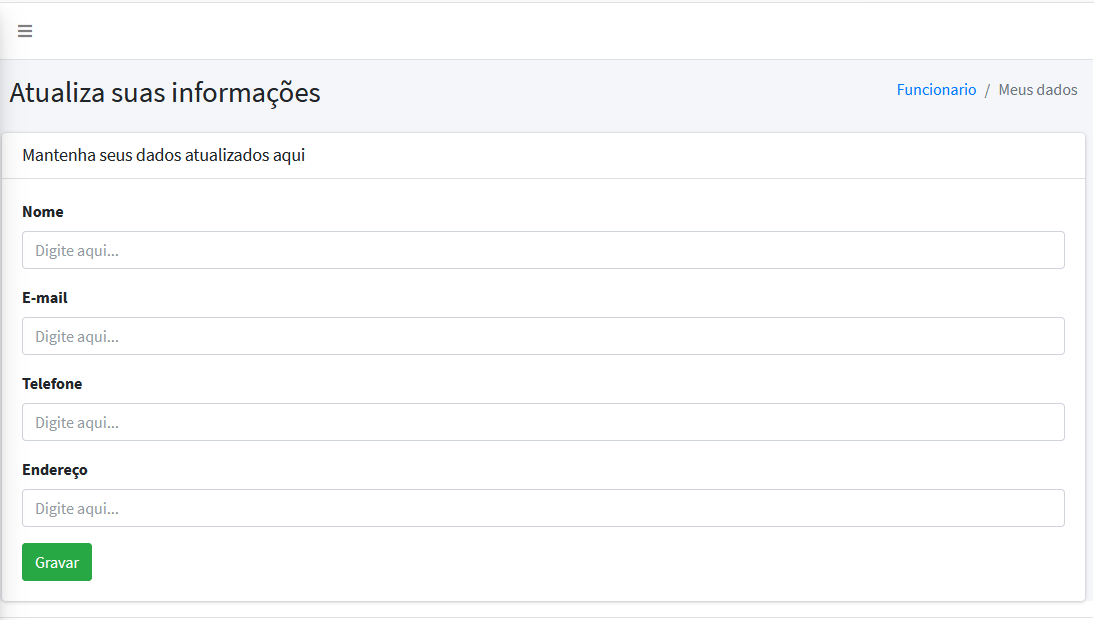 Atualiza suas informações
Funcionario / Meus dados
Mantenha seus dados atualizados aqui
Nome
Digite aqui...
E-mail
Digite aqui...
Telefone
Digite aqui...
Endereço
Digite aqui...
Gravar